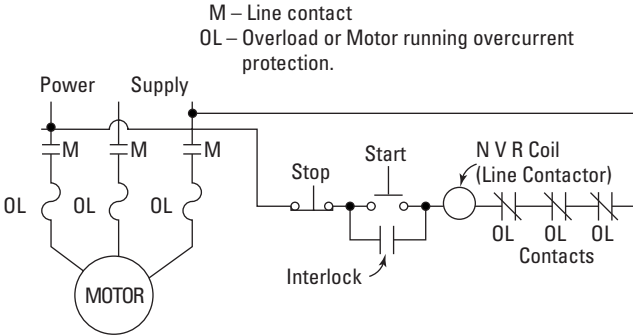 M – Line contact
OL – Overload or Motor running overcurrent
protection.
Power Supply
M M M
OL OL OL
MOTOR
Stop
Start
Interlock
N V R Coil
(Line Contactor)
OL OL OL
Contacts